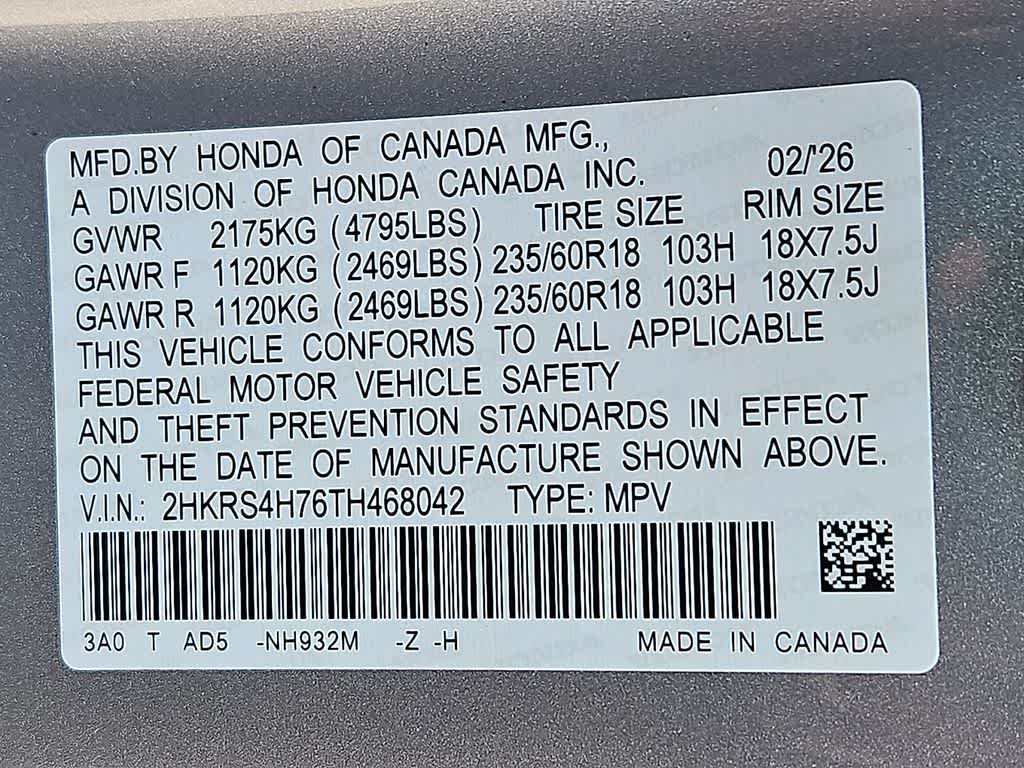 MFD.BY HONDA OF CANADA MFG.,
A DIVISION OF HONDA CANADA INC. 02/'26
GVWR 2175KG (4795LBS) TIRE SIZE RIM SIZE
GAWR F 1120KG (2469LBS) 235/60R18 103H 18X7.5J
GAWR R 1120KG (2469LBS) 235/60R18 103H 18X7.5J
THIS VEHICLE CONFORMS TO ALL APPLICABLE
FEDERAL MOTOR VEHICLE SAFETY
AND THEFT PREVENTION STANDARDS IN EFFECT
ON THE DATE OF MANUFACTURE SHOWN ABOVE.
V.I.N.: 2HKRS4H76TH468042 TYPE: MPV
3A0 T AD5 -NH932M -Z -H MADE IN CANADA